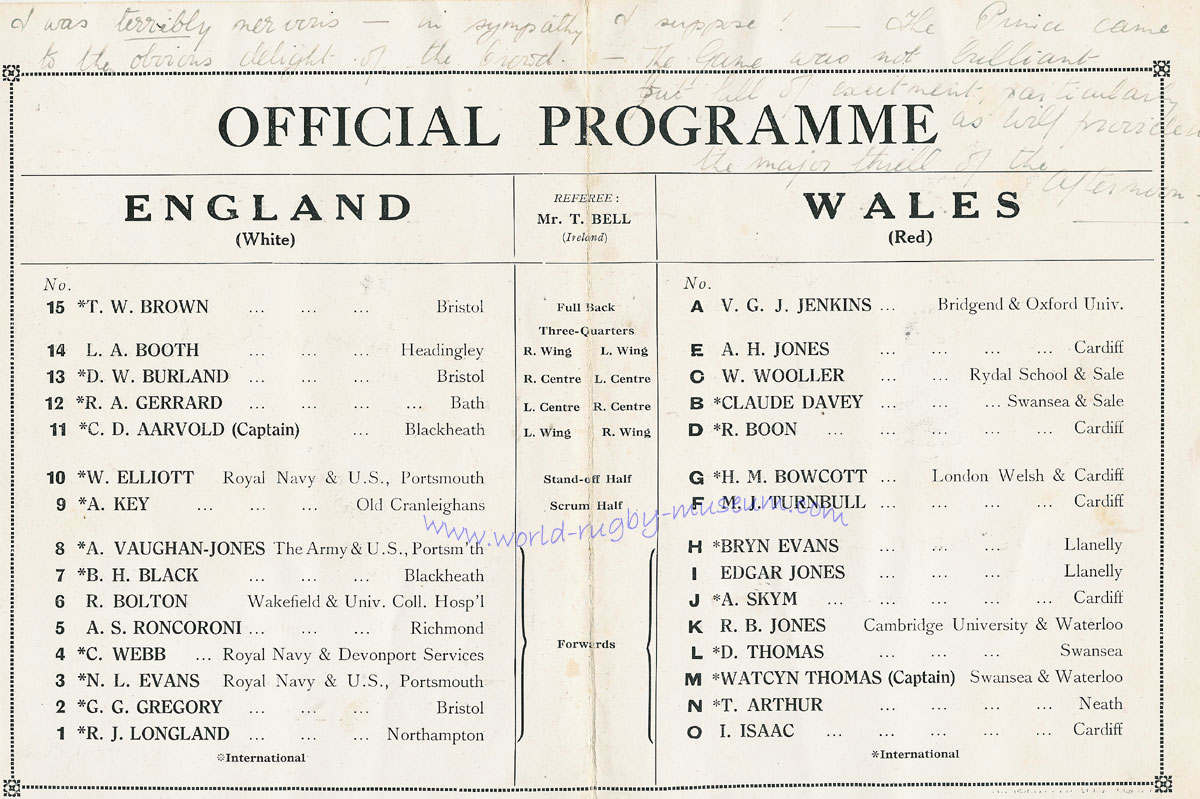 I was terribly nervous — in sympathy I suppose! — The Prince came
to the obvious delight of the crowd. — The Game was not brilliant
but full of excitement, particularly
as Wilf provided
the major thrill of the
afternoon.
OFFICIAL PROGRAMME
ENGLAND
(White)
REFEREE:
Mr. T. BELL
(Ireland)
WALES
(Red)
No. No.
15 *T. W. BROWN ... ... ... Bristol Full Back A V. G. J. JENKINS ... Bridgend & Oxford Univ.
Three-Quarters
14 L. A. BOOTH ... ... ... Headingley R. Wing L. Wing E A. H. JONES ... ... ... ... Cardiff
13 *D. W. BURLAND ... ... ... Bristol R. Centre L. Centre C W. WOOLLER ... ... Rydal School & Sale
12 *R. A. GERRARD ... ... ... ... Bath L. Centre R. Centre B *CLAUDE DAVEY ... ... ... Swansea & Sale
11 *C. D. AARVOLD (Captain) ... Blackheath L. Wing R. Wing D *R. BOON ... ... ... ... Cardiff
10 *W. ELLIOTT Royal Navy & U.S., Portsmouth Stand-off Half G *H. M. BOWCOTT ... London Welsh & Cardiff
9 *A. KEY ... ... ... Old Cranleighans Scrum Half F M. J. TURNBULL ... ... ... Cardiff
www.world-rugby-museum.com
8 *A. VAUGHAN-JONES The Army & U.S., Portsm'th H *BRYN EVANS ... ... ... Llanelly
7 *B. H. BLACK ... ... ... Blackheath I EDGAR JONES ... ... ... Llanelly
6 R. BOLTON Wakefield & Univ. Coll. Hosp'l J *A. SKYM ... ... ... ... Cardiff
5 A. S. RONCORONI ... ... ... Richmond K R. B. JONES Cambridge University & Waterloo
4 *C. WEBB ... Royal Navy & Devonport Services Forwards L *D. THOMAS ... ... ... Swansea
3 *N. L. EVANS Royal Navy & U.S., Portsmouth M *WATCYN THOMAS (Captain) Swansea & Waterloo
2 *G. G. GREGORY ... ... ... Bristol N *T. ARTHUR ... ... ... Neath
1 *R. J. LONGLAND ... ... ... Northampton O I. ISAAC ... ... ... ... Cardiff
*International *International